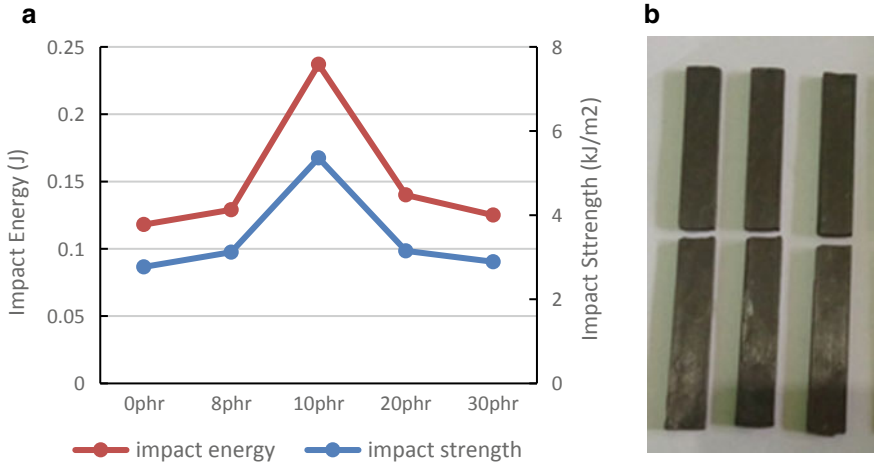 a
b
0.25
0.2
0.15
0.1
0.05
0
Impact Energy (J)
8
6
4
2
0
Impact Sttrength (kJ/m2)
0phr 8phr 10phr 20phr 30phr
impact energy impact strength